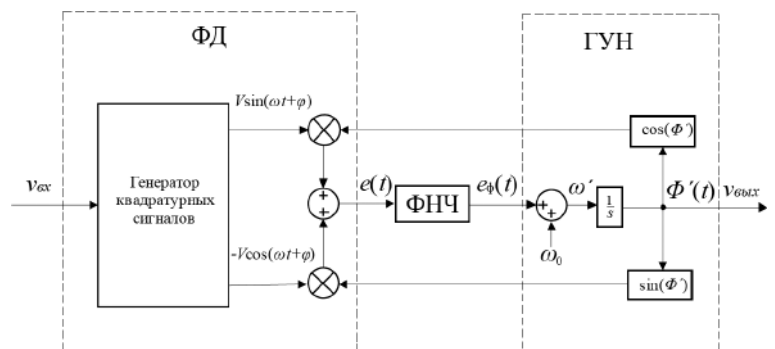 ФД
ГУН
Vsin(ωt+φ)
cos(Φ´)
vвх
Генератор
квадратурных
сигналов
e(t)
ФНЧ
eф(t)
ω´
1/s
Φ´(t)
vвых
ω₀
-Vcos(ωt+φ)
sin(Φ´)